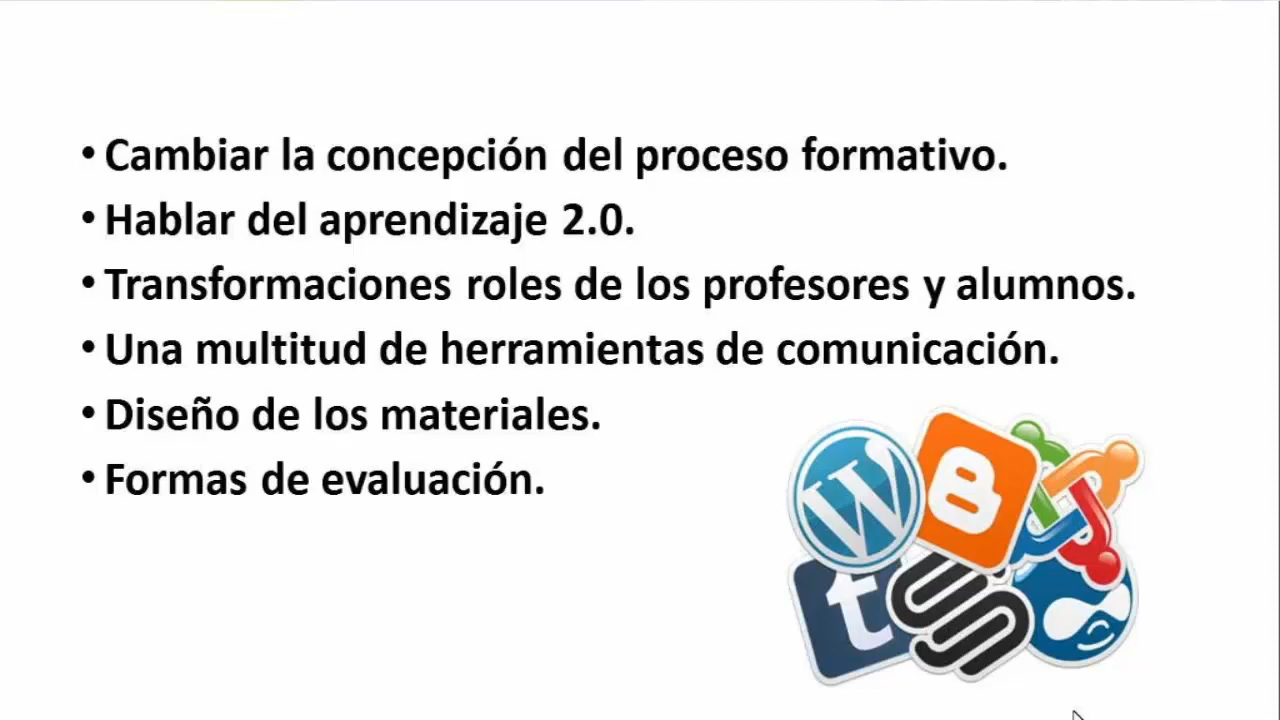 • Cambiar la concepción del proceso formativo.
• Hablar del aprendizaje 2.0.
• Transformaciones roles de los profesores y alumnos.
• Una multitud de herramientas de comunicación.
• Diseño de los materiales.
• Formas de evaluación.